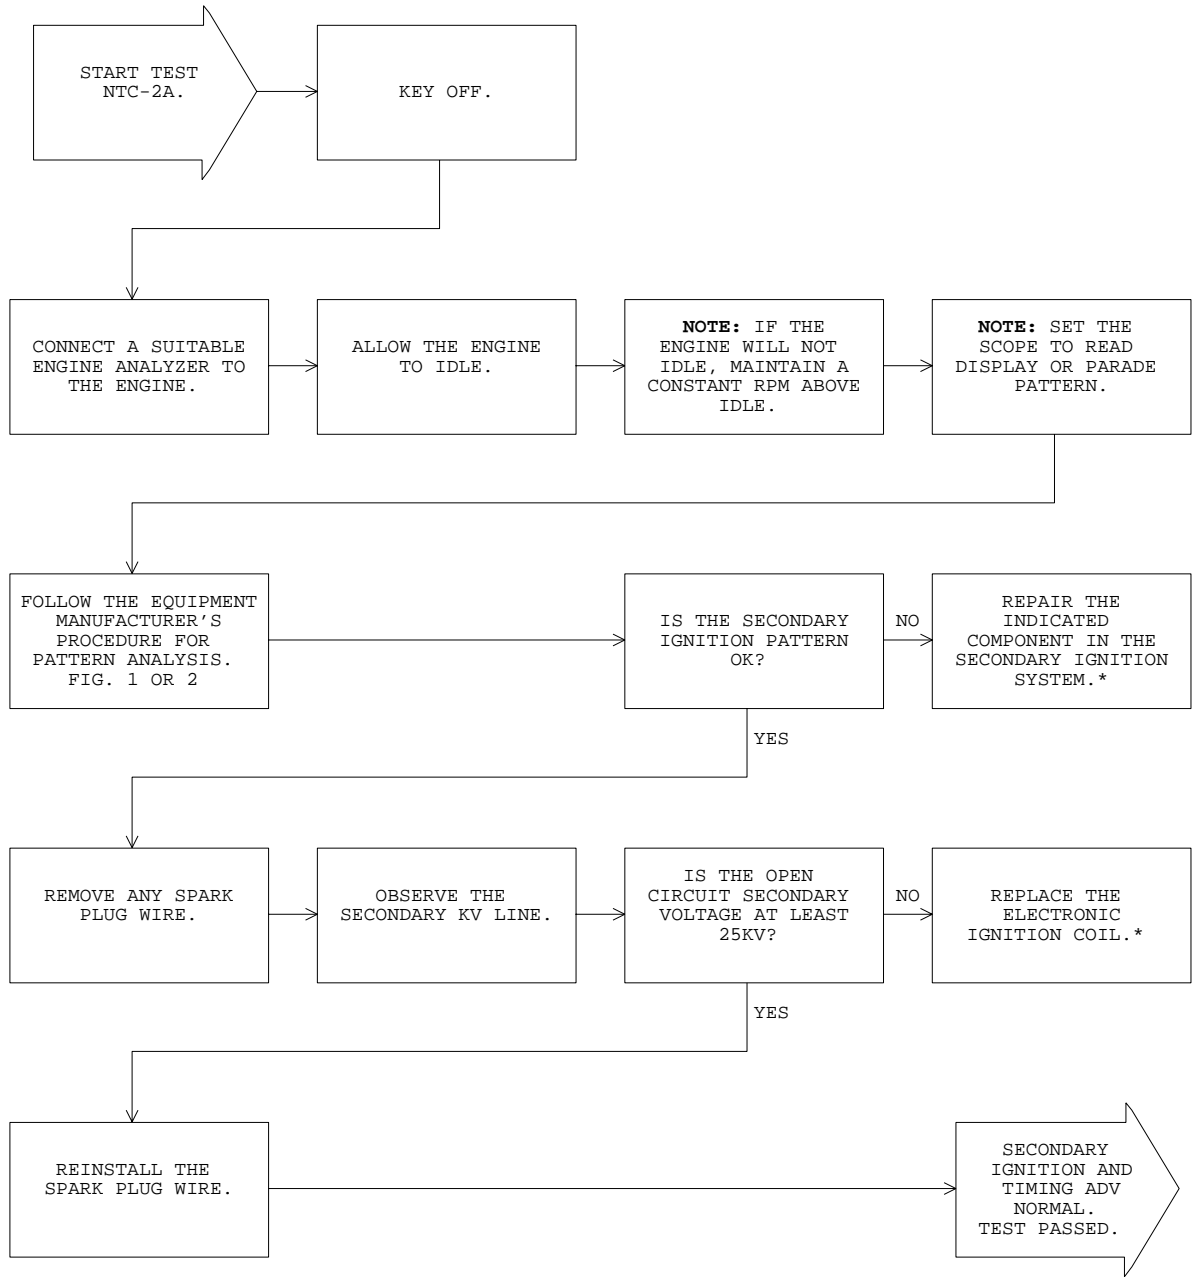 START TEST
NTC-2A.
KEY OFF.
CONNECT A SUITABLE
ENGINE ANALYZER TO
THE ENGINE.
ALLOW THE ENGINE
TO IDLE.
NOTE: IF THE
ENGINE WILL NOT
IDLE, MAINTAIN A
CONSTANT RPM ABOVE
IDLE.
NOTE: SET THE
SCOPE TO READ
DISPLAY OR PARADE
PATTERN.
FOLLOW THE EQUIPMENT
MANUFACTURER'S
PROCEDURE FOR
PATTERN ANALYSIS.
FIG. 1 OR 2
IS THE SECONDARY
IGNITION PATTERN
OK?
NO
REPAIR THE
INDICATED
COMPONENT IN THE
SECONDARY IGNITION
SYSTEM.*
YES
REMOVE ANY SPARK
PLUG WIRE.
OBSERVE THE
SECONDARY KV LINE.
IS THE OPEN
CIRCUIT SECONDARY
VOLTAGE AT LEAST
25KV?
NO
REPLACE THE
ELECTRONIC
IGNITION COIL.*
YES
REINSTALL THE
SPARK PLUG WIRE.
SECONDARY
IGNITION AND
TIMING ADV
NORMAL.
TEST PASSED.